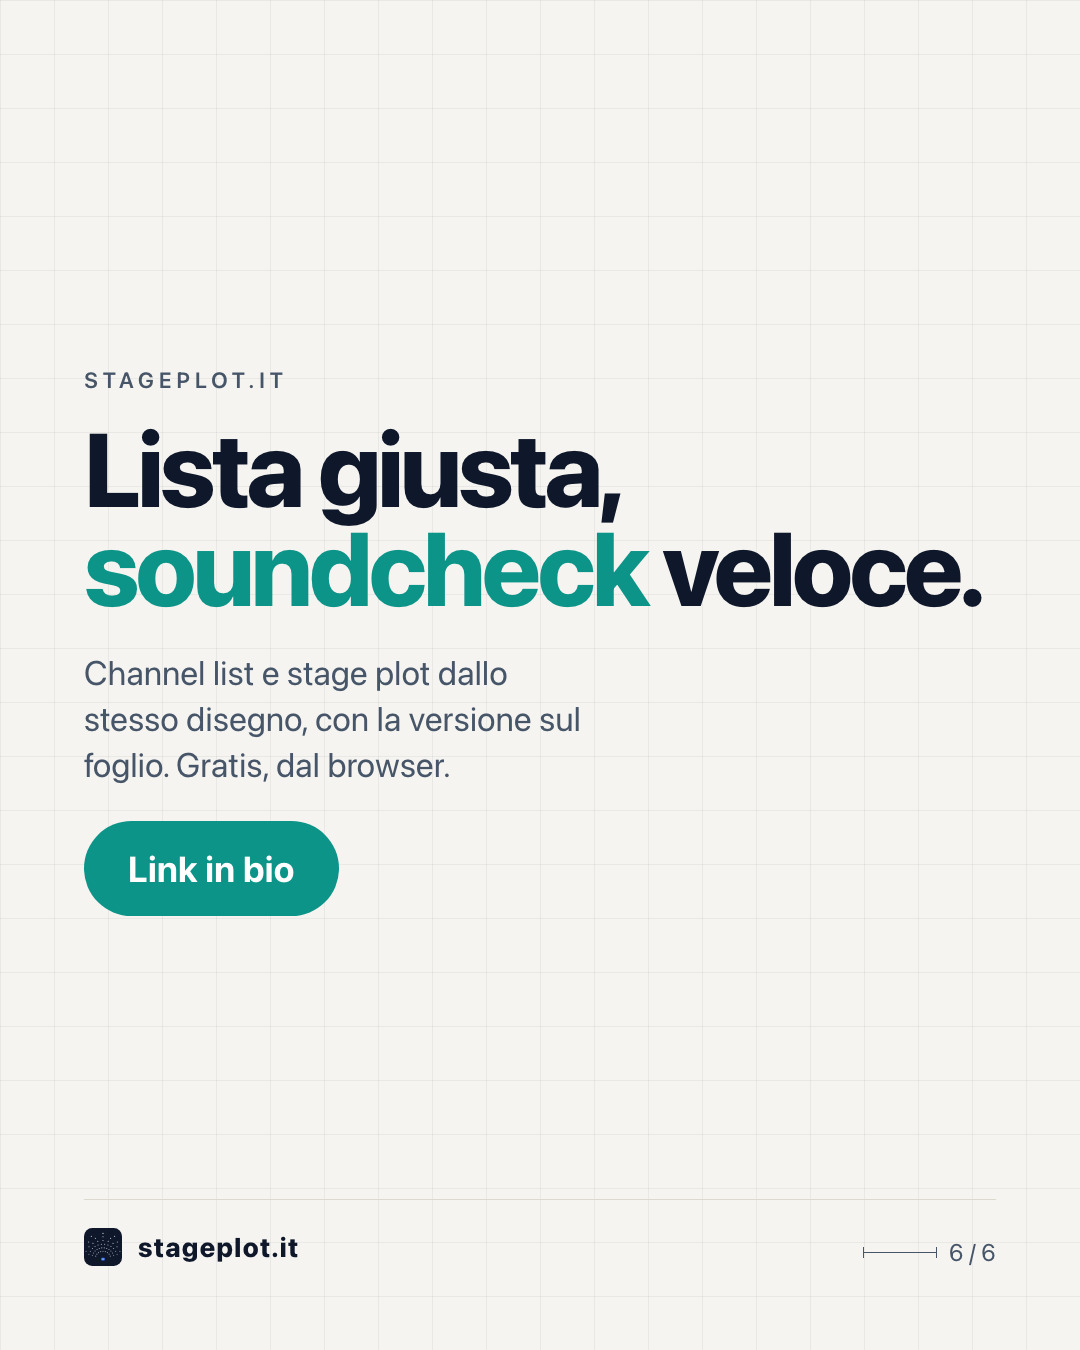 STAGEPLOT.IT
Lista giusta,
soundcheck veloce.
Channel list e stage plot dallo
stesso disegno, con la versione sul
foglio. Gratis, dal browser.
Link in bio
stageplot.it
6 / 6